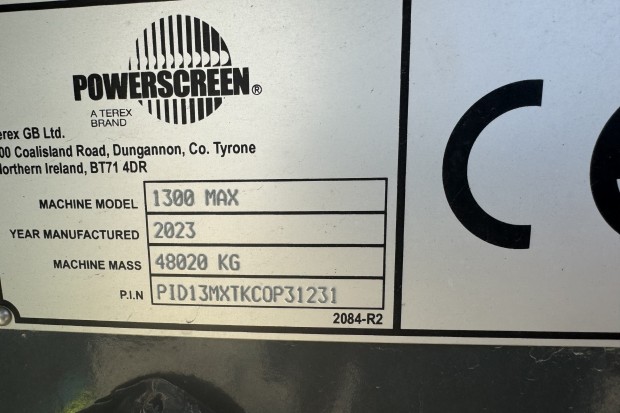 POWERSCREEN®
A TEREX
BRAND
erex GB Ltd.
00 Coalisland Road, Dungannon, Co. Tyrone
Northern Ireland, BT71 4DR
MACHINE MODEL 1300 MAX
YEAR MANUFACTURED 2023
MACHINE MASS 48020 KG
P.I.N PID13MXTKCOP31231
2084-R2
CE